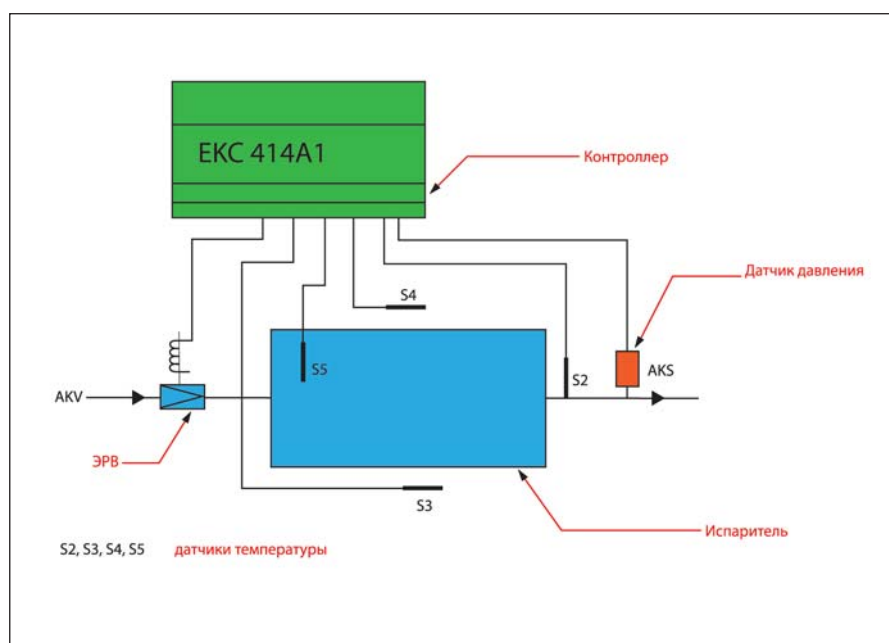 EKC 414A1
Контроллер
Датчик давления
S4
S5
S2
AKS
AKV
ЭРВ
S3
Испаритель
S2, S3, S4, S5 датчики температуры